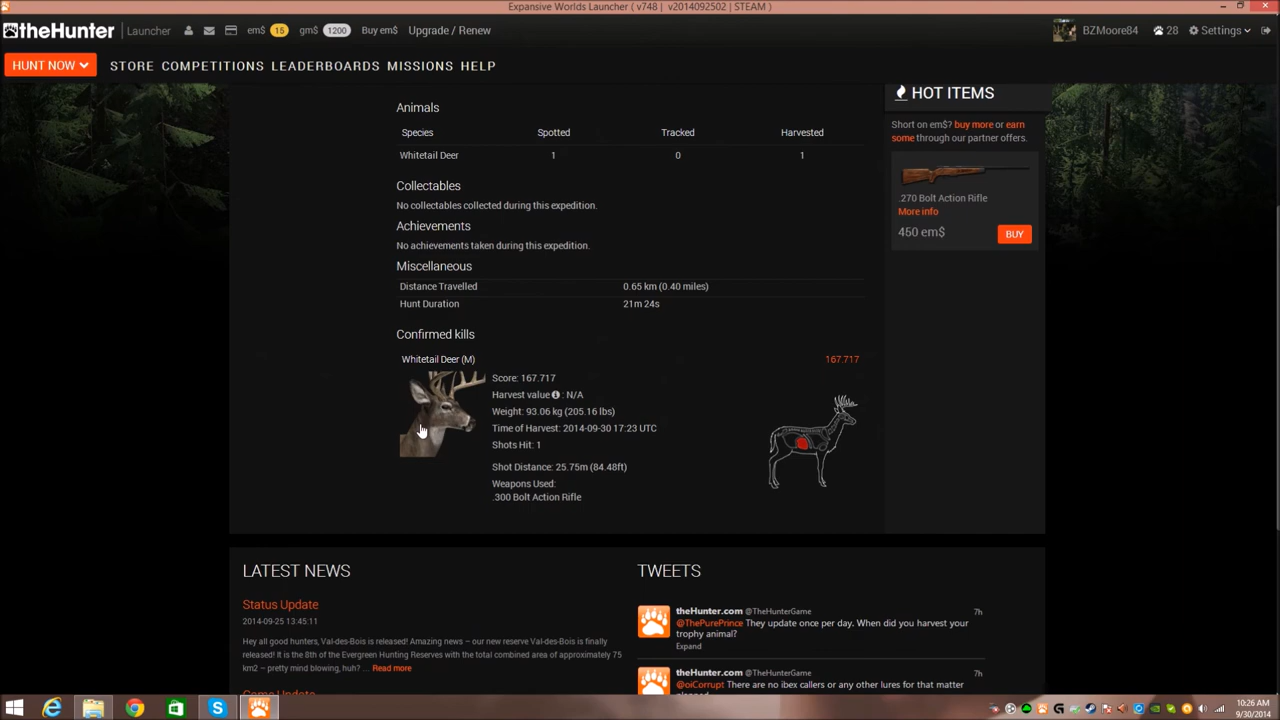 Expansive Worlds Launcher ( v748 | v2014092502 | STEAM )
theHunter Launcher em$ 15 gm$ 1200 Buy em$ Upgrade / Renew BZMoore84 28 Settings
HUNT NOW STORE COMPETITIONS LEADERBOARDS MISSIONS HELP
Animals
Species Spotted Tracked Harvested
Whitetail Deer 1 0 1
Collectables
No collectables collected during this expedition.
Achievements
No achievements taken during this expedition.
Miscellaneous
Distance Travelled 0.65 km (0.40 miles)
Hunt Duration 21m 24s
Confirmed kills
Whitetail Deer (M) 167.717
Score: 167.717
Harvest value : N/A
Weight: 93.06 kg (205.16 lbs)
Time of Harvest: 2014-09-30 17:23 UTC
Shots Hit: 1
Shot Distance: 25.75m (84.48ft)
Weapons Used:
.300 Bolt Action Rifle
HOT ITEMS
Short on em$? buy more or earn
some through our partner offers.
.270 Bolt Action Rifle
More info
450 em$ BUY
LATEST NEWS
Status Update
2014-09-25 13:45:11
Hey all good hunters, Val-des-Bois is released! Amazing news – our new reserve Val-des-Bois is finally
released! It is the 8th of the Evergreen Hunting Reserves with the total combined area of approximately 75
km2 – pretty mind blowing, huh? ... Read more
Game Update
TWEETS
theHunter.com @TheHunterGame 7h
@ThePurePrince They update once per day. When did you harvest your
trophy animal?
Expand
theHunter.com @TheHunterGame 7h
@oiCorrupt There are no ibex callers or any other lures for that matter
10:26 AM
9/30/2014